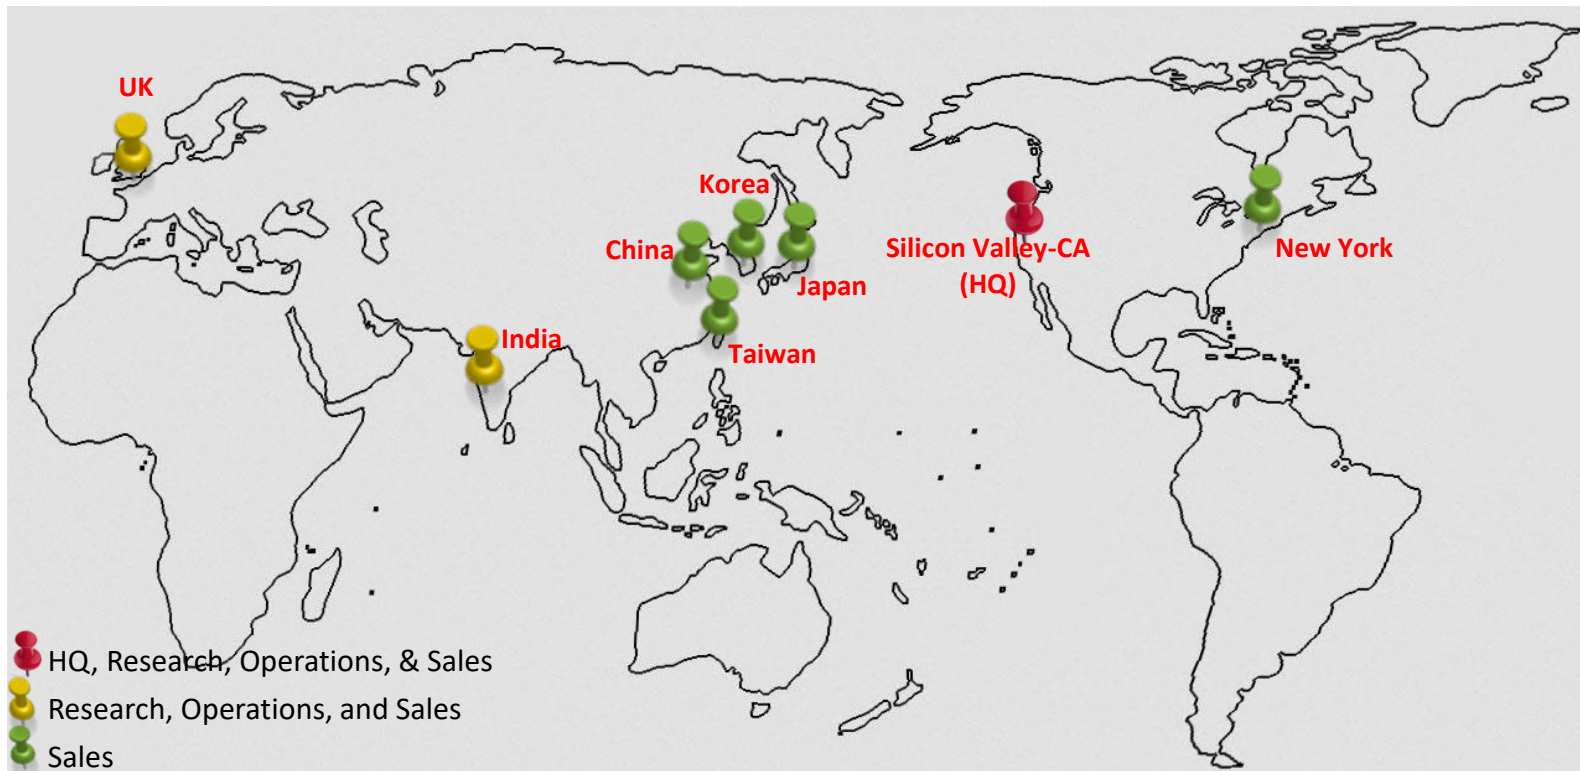 UK
Korea
China
Silicon Valley-CA
(HQ)
New York
Japan
India
Taiwan
HQ, Research, Operations, & Sales
Research, Operations, and Sales
Sales